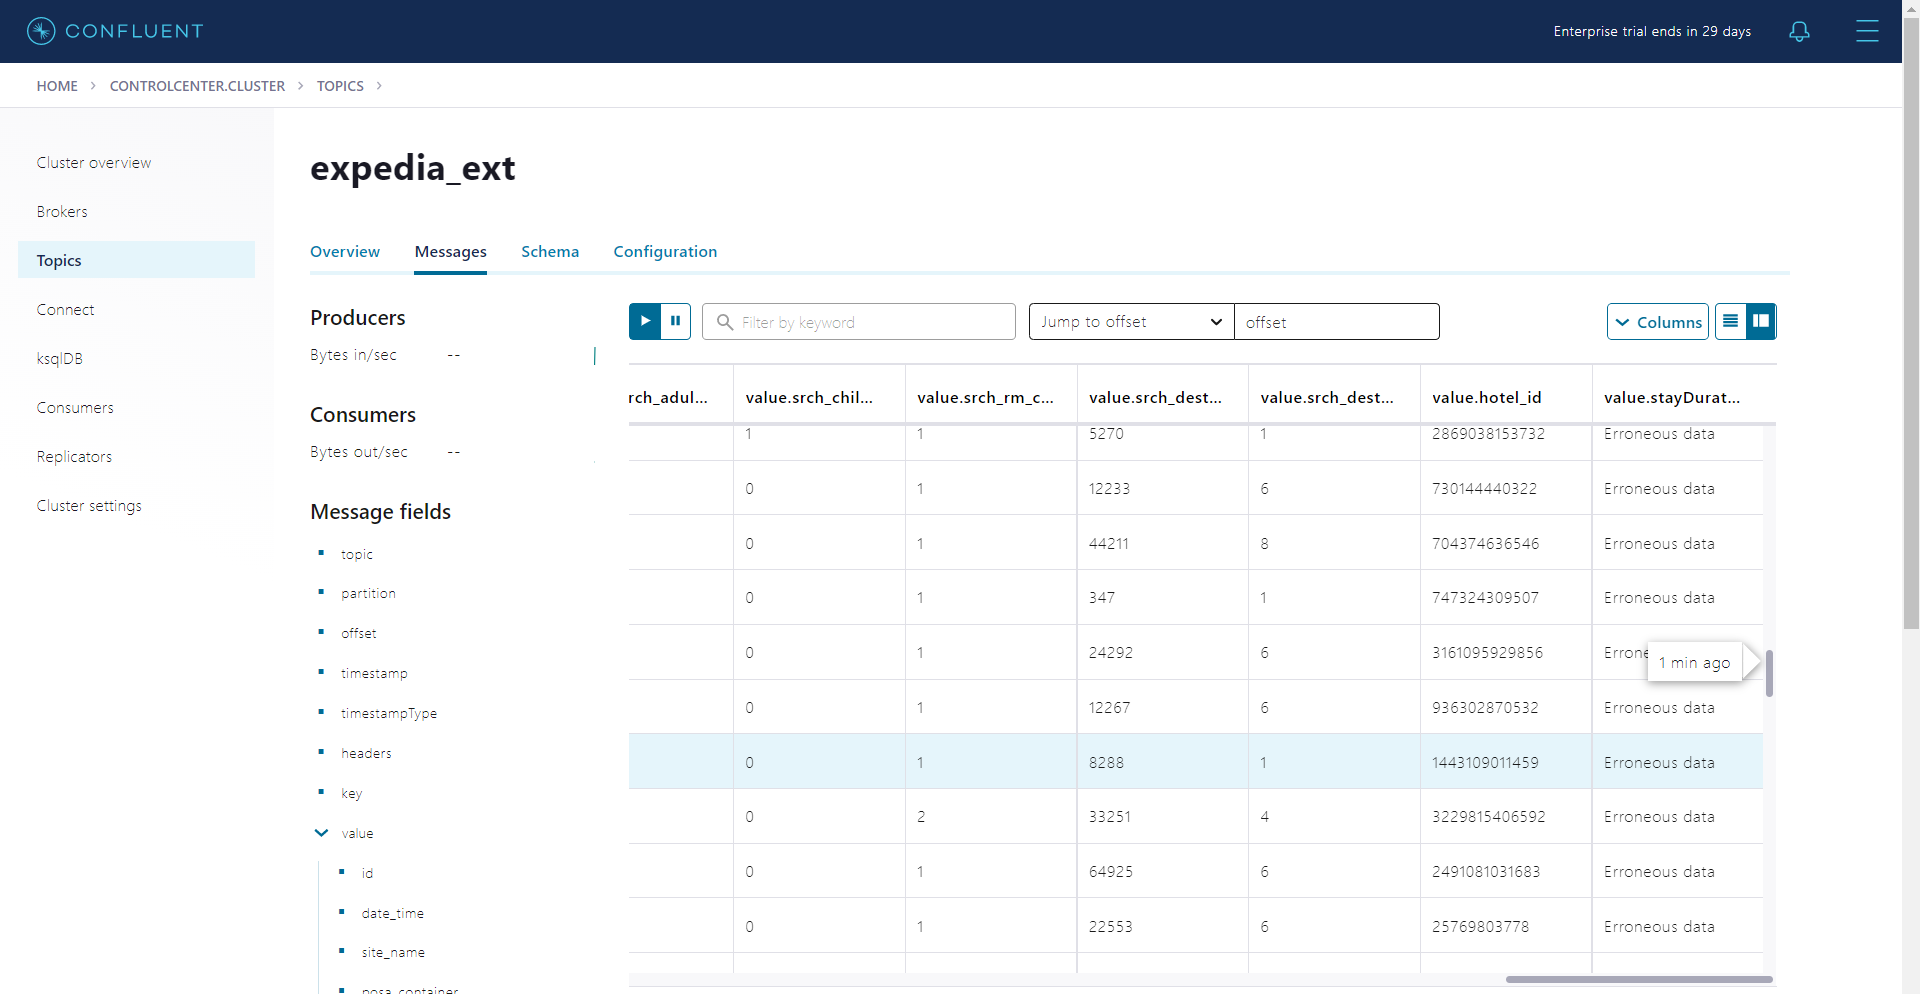 CONFLUENT
Enterprise trial ends in 29 days
HOME > CONTROLCENTER.CLUSTER > TOPICS >
Cluster overview
Brokers
Topics
Connect
ksqlDB
Consumers
Replicators
Cluster settings
expedia_ext
Overview Messages Schema Configuration
Producers
Bytes in/sec --
Consumers
Bytes out/sec --
Message fields
topic
partition
offset
timestamp
timestampType
headers
key
value
id
date_time
site_name
posa_container
Filter by keyword
Jump to offset
offset
Columns
rch_adul... value.srch_chil... value.srch_rm_c... value.srch_dest... value.srch_dest... value.hotel_id value.stayDurat...
1 1 5270 1 2869038153732 Erroneous data
0 1 12233 6 730144440322 Erroneous data
0 1 44211 8 704374636546 Erroneous data
0 1 347 1 747324309507 Erroneous data
0 1 24292 6 3161095929856 Errone
1 min ago
0 1 12267 6 936302870532 Erroneous data
0 1 8288 1 1443109011459 Erroneous data
0 2 33251 4 3229815406592 Erroneous data
0 1 64925 6 2491081031683 Erroneous data
0 1 22553 6 25769803778 Erroneous data